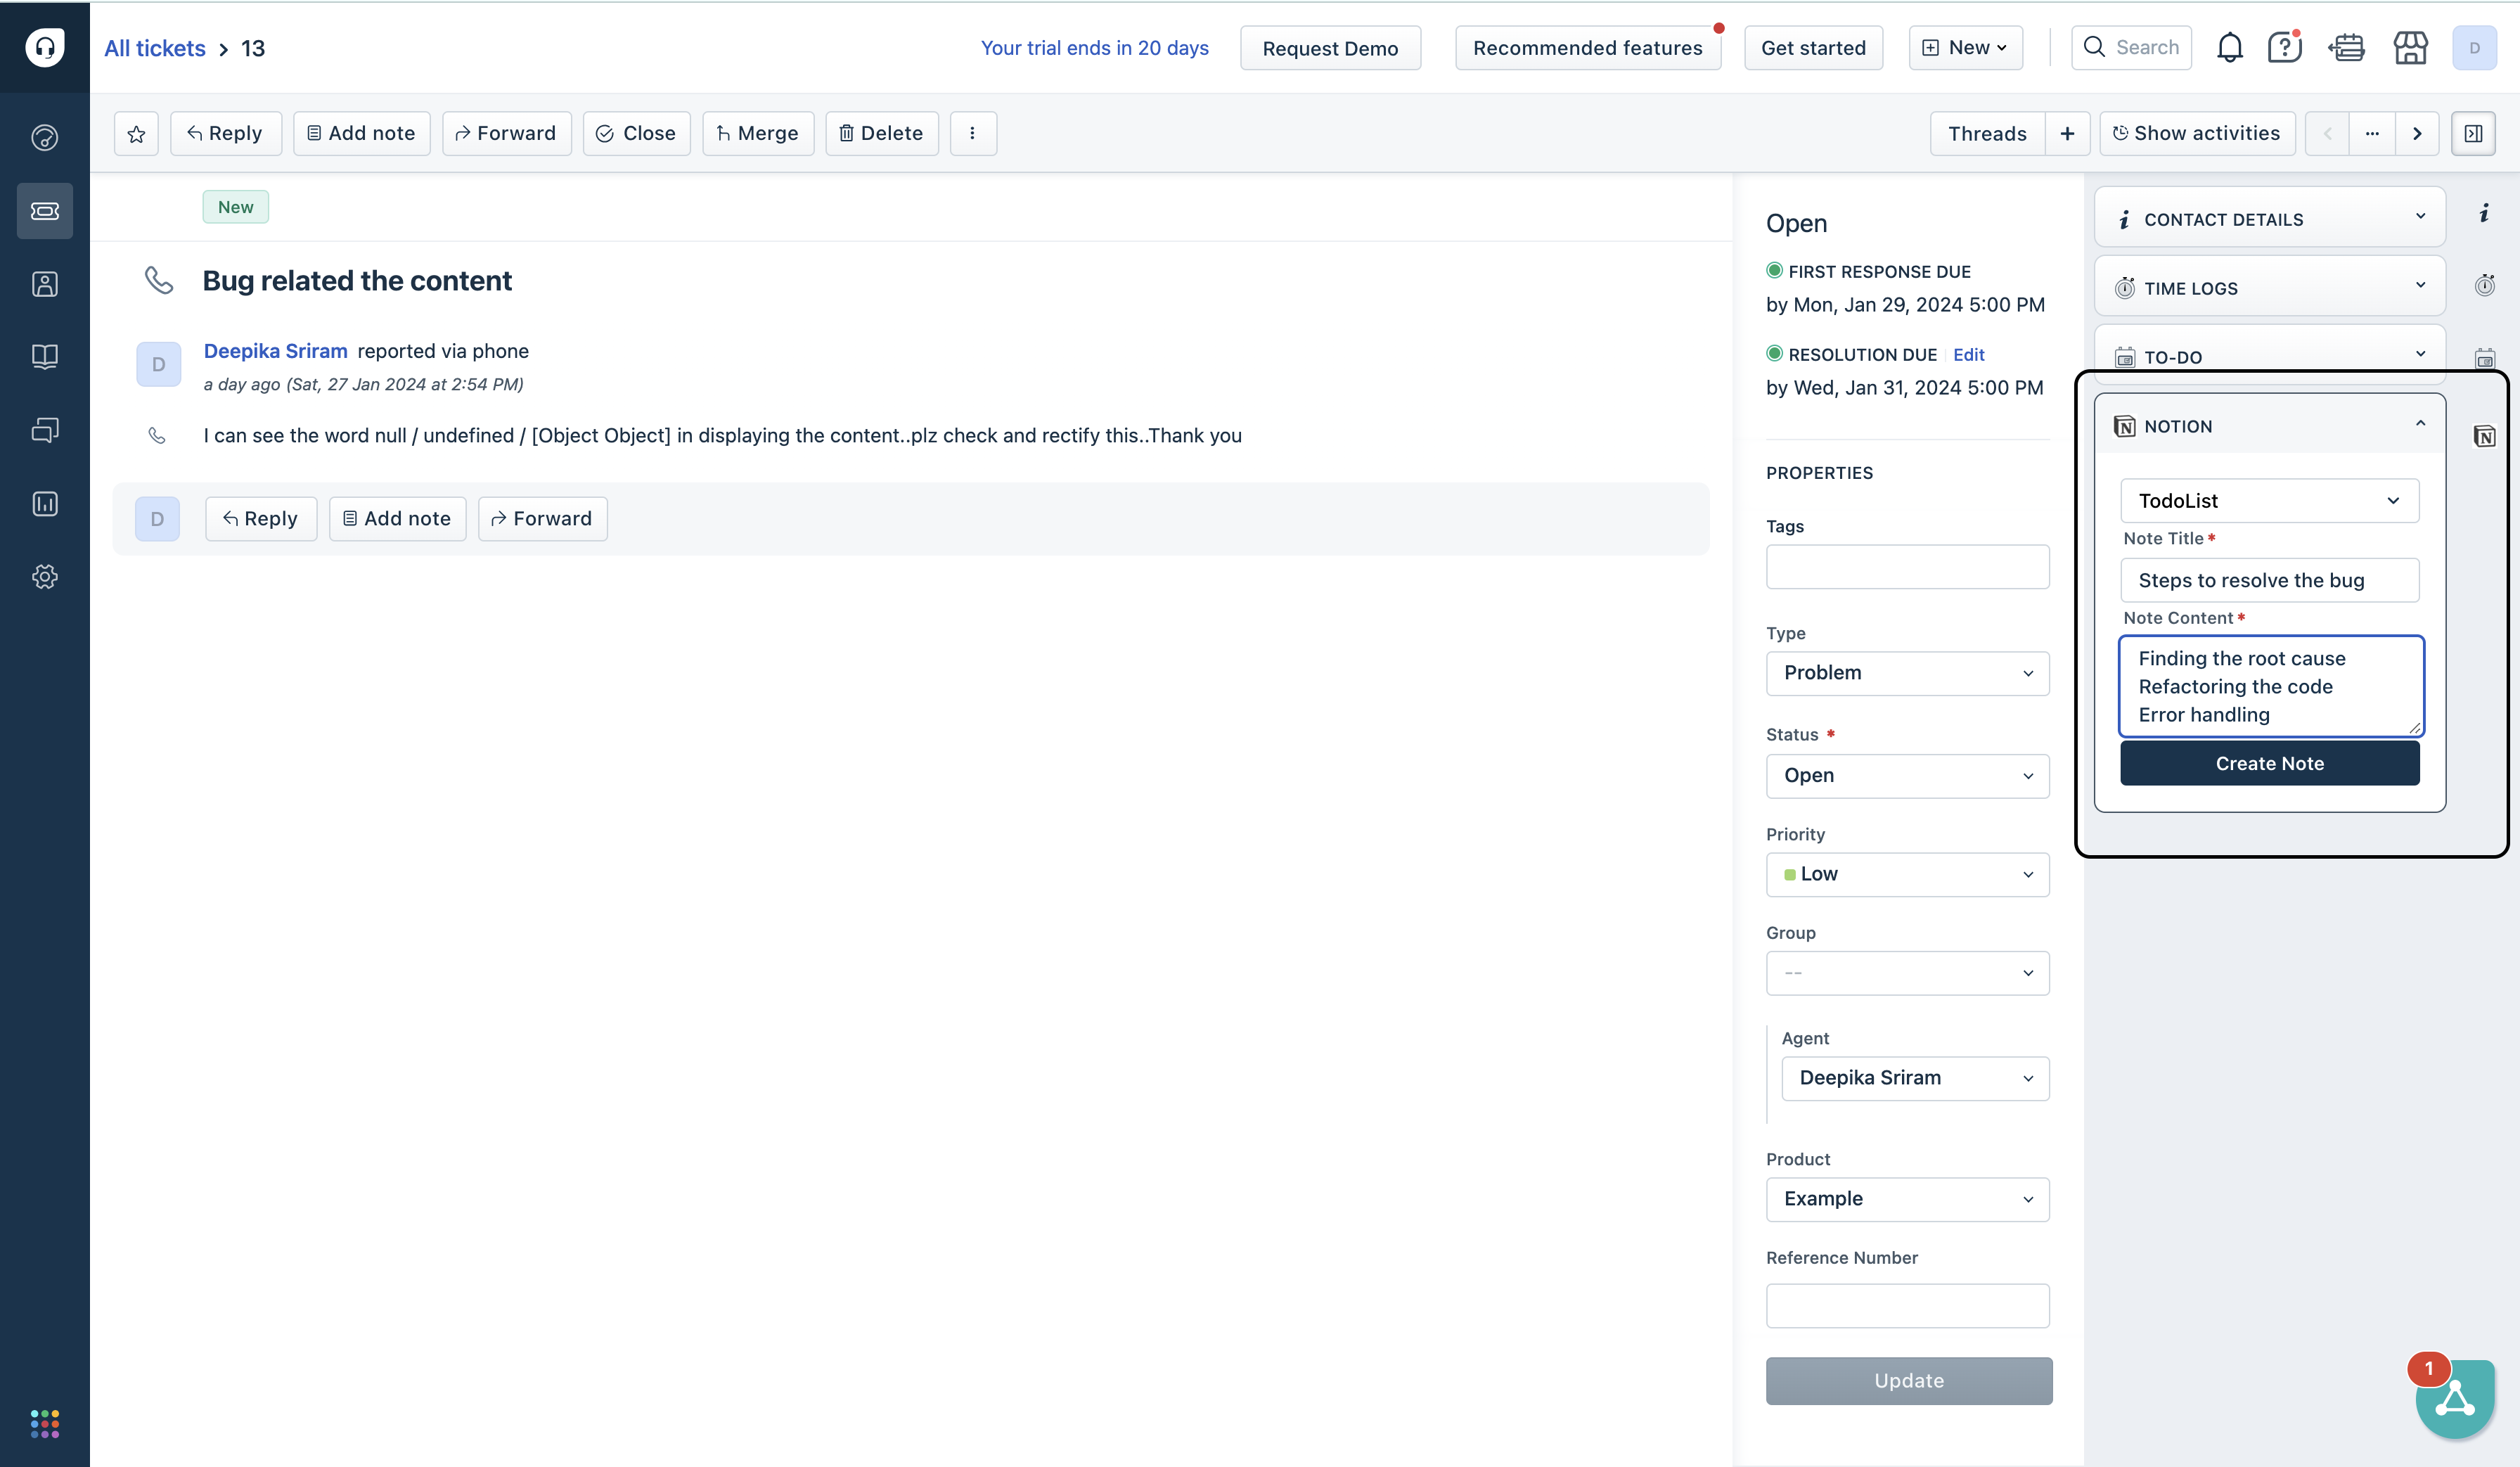 All tickets > 13
Your trial ends in 20 days
Request Demo
Recommended features
Get started
New
Search
D
Reply
Add note
Forward
Close
Merge
Delete
Threads
+
Show activities
New
Bug related the content
D
Deepika Sriram reported via phone
a day ago (Sat, 27 Jan 2024 at 2:54 PM)
I can see the word null / undefined / [Object Object] in displaying the content..plz check and rectify this..Thank you
D
Reply
Add note
Forward
Open
FIRST RESPONSE DUE
by Mon, Jan 29, 2024 5:00 PM
RESOLUTION DUE Edit
by Wed, Jan 31, 2024 5:00 PM
PROPERTIES
Tags
Type
Problem
Status *
Open
Priority
Low
Group
--
Agent
Deepika Sriram
Product
Example
Reference Number
Update
CONTACT DETAILS
TIME LOGS
TO-DO
NOTION
TodoList
Note Title *
Steps to resolve the bug
Note Content *
Finding the root cause
Refactoring the code
Error handling
Create Note
1